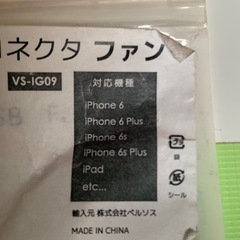 コネクタ ファン
VS-IG09
対応機種
iPhone 6
iPhone 6 Plus
iPhone 6s
iPhone 6s Plus
iPad
etc...
プラ
袋
紙
シール
輸入元 株式会社ベルソス
MADE IN CHINA